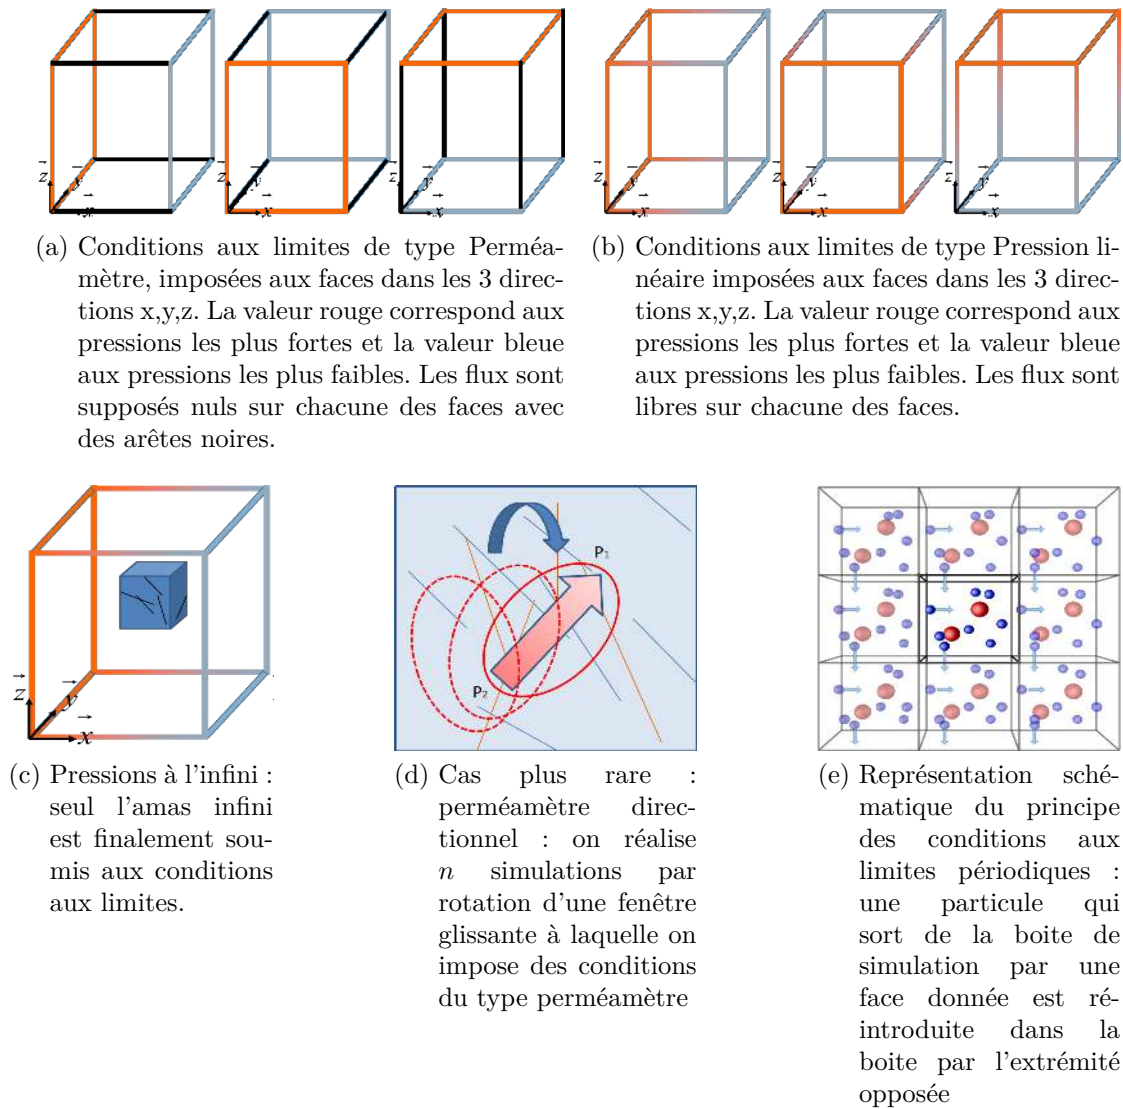 z y x
z y x
z y x
z y x
z y x
z y x
(a) Conditions aux limites de type Perméa-
mètre, imposées aux faces dans les 3 direc-
tions x,y,z. La valeur rouge correspond aux
pressions les plus fortes et la valeur bleue
aux pressions les plus faibles. Les flux sont
supposés nuls sur chacune des faces avec
des arêtes noires.
(b) Conditions aux limites de type Pression li-
néaire imposées aux faces dans les 3 direc-
tions x,y,z. La valeur rouge correspond aux
pressions les plus fortes et la valeur bleue
aux pressions les plus faibles. Les flux sont
libres sur chacune des faces.
z y x
(c) Pressions à l'infini :
seul l'amas infini
est finalement sou-
mis aux conditions
aux limites.
P1
P2
(d) Cas plus rare :
perméamètre direc-
tionnel : on réalise
n simulations par
rotation d'une fenêtre
glissante à laquelle on
impose des conditions
du type perméamètre
(e) Représentation sché-
matique du principe
des conditions aux
limites périodiques :
une particule qui
sort de la boite de
simulation par une
face donnée est ré-
introduite dans la
boite par l'extrémité
opposée